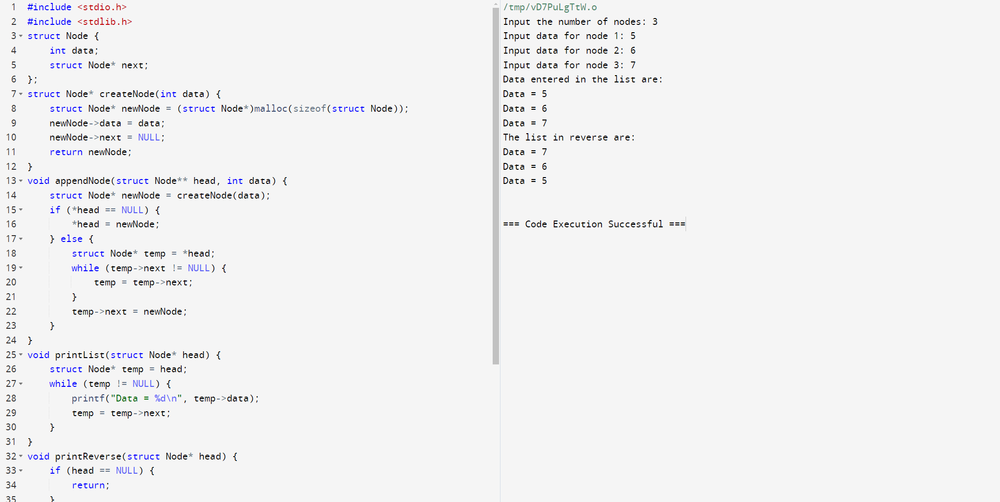 1 #include <stdio.h>
2 #include <stdlib.h>
3 struct Node {
4     int data;
5     struct Node* next;
6 };
7 struct Node* createNode(int data) {
8     struct Node* newNode = (struct Node*)malloc(sizeof(struct Node));
9     newNode->data = data;
10     newNode->next = NULL;
11     return newNode;
12 }
13 void appendNode(struct Node** head, int data) {
14     struct Node* newNode = createNode(data);
15     if (*head == NULL) {
16         *head = newNode;
17     } else {
18         struct Node* temp = *head;
19         while (temp->next != NULL) {
20             temp = temp->next;
21         }
22         temp->next = newNode;
23     }
24 }
25 void printList(struct Node* head) {
26     struct Node* temp = head;
27     while (temp != NULL) {
28         printf("Data = %d\n", temp->data);
29         temp = temp->next;
30     }
31 }
32 void printReverse(struct Node* head) {
33     if (head == NULL) {
34         return;
35     }
/tmp/vD7PuLgTtW.o
Input the number of nodes: 3
Input data for node 1: 5
Input data for node 2: 6
Input data for node 3: 7
Data entered in the list are:
Data = 5
Data = 6
Data = 7
The list in reverse are:
Data = 7
Data = 6
Data = 5
=== Code Execution Successful ===